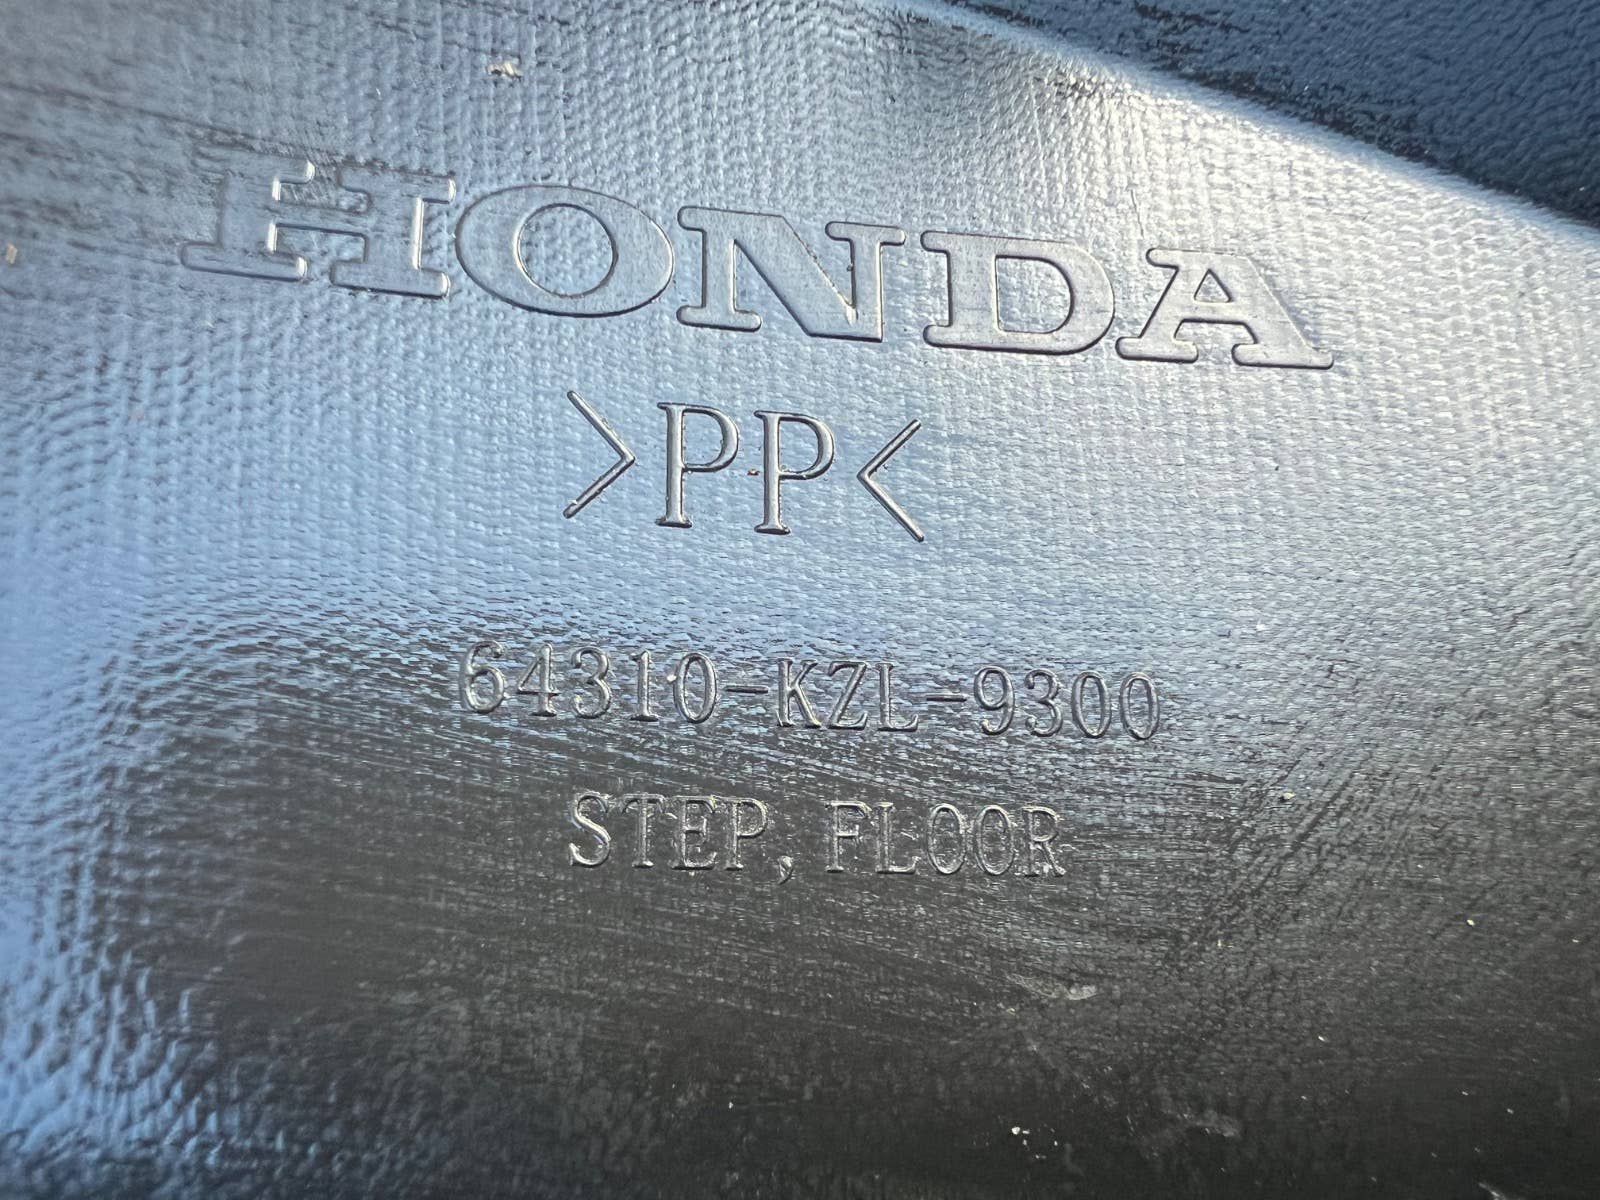 HONDA
>PP<
64310-KZL-9300
STEP,FLOOR